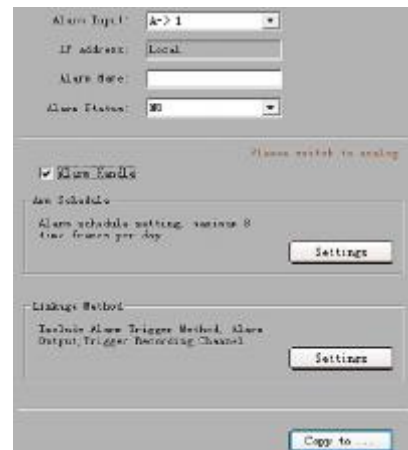 Alarm Input: A-> 1
IP address: Local
Alarm Name:
Alarm Status: NO
Please switch to analog
Alarm Handle
Arm Schedule
Alarm schedule setting, maximum 8
time frames per day
Settings
Linkage Method
Include Alarm Trigger Method, Alarm
Output,Trigger Recording Channel
Settings
Copy to ...